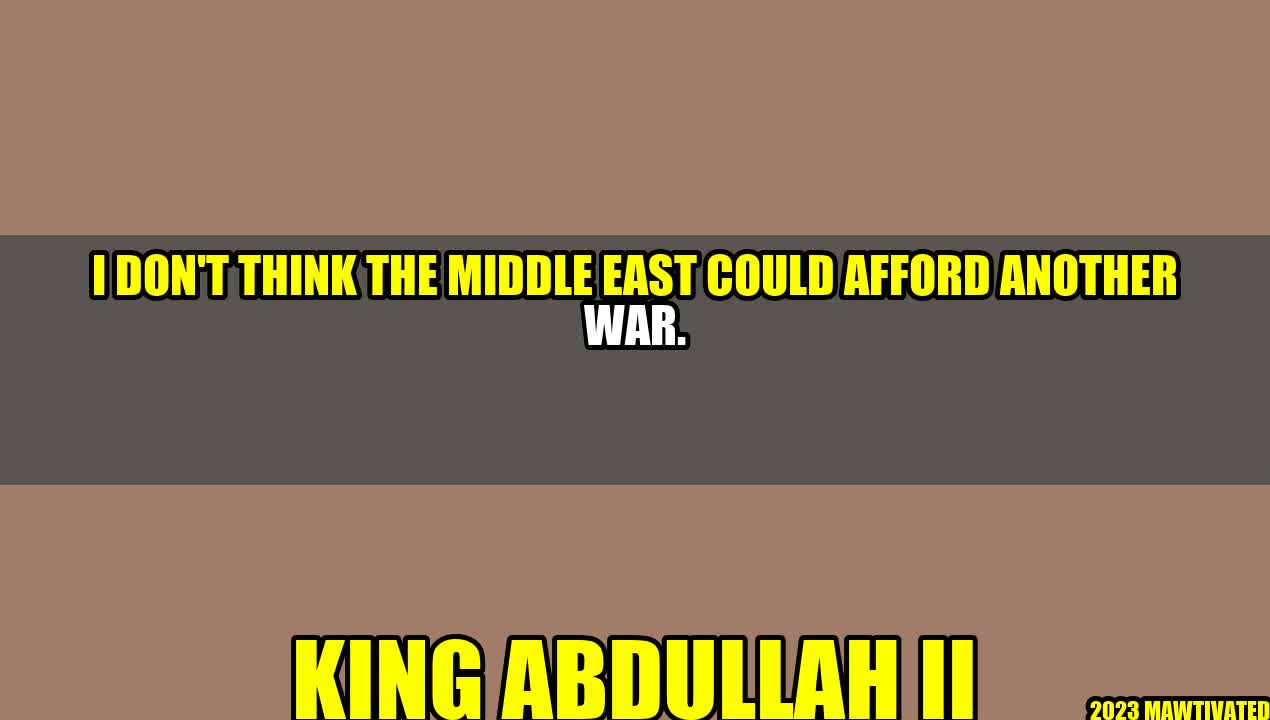 I DON'T THINK THE MIDDLE EAST COULD AFFORD ANOTHER
WAR.
KING ABDULLAH II
2023 MAWTIVATED